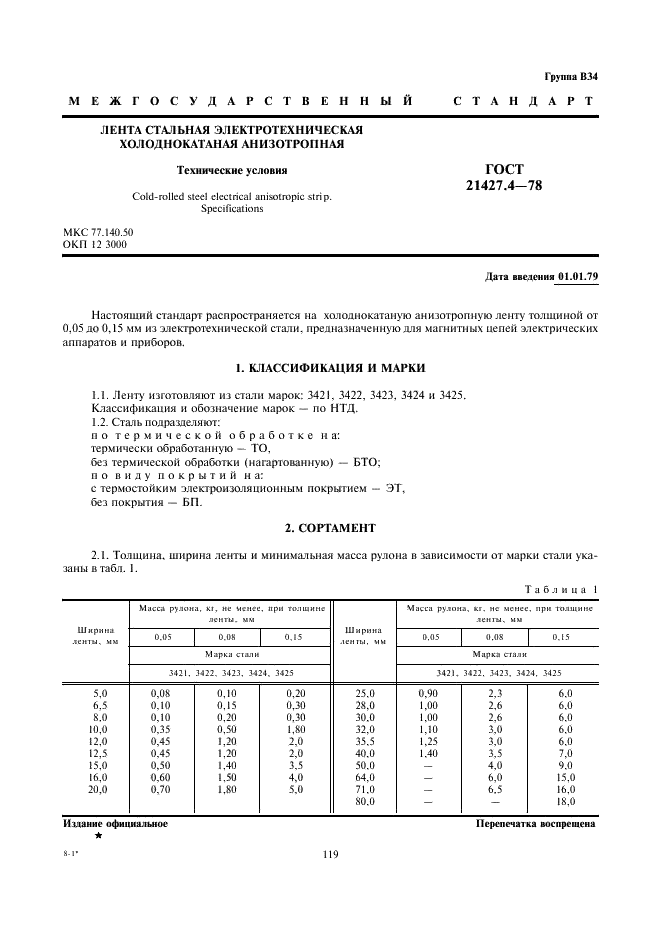 Группа В34
МЕЖГОСУДАРСТВЕННЫЙ СТАНДАРТ
ЛЕНТА СТАЛЬНАЯ ЭЛЕКТРОТЕХНИЧЕСКАЯ
ХОЛОДНОКАТАНАЯ АНИЗОТРОПНАЯ
Технические условия
Cold-rolled steel electrical anisotropic strip.
Specifications
ГОСТ
21427.4—78
МКС 77.140.50
ОКП 12 3000
Дата введения 01.01.79
Настоящий стандарт распространяется на холоднокатаную анизотропную ленту толщиной от
0,05 до 0,15 мм из электротехнической стали, предназначенную для магнитных цепей электрических
аппаратов и приборов.
1. КЛАССИФИКАЦИЯ И МАРКИ
1.1. Ленту изготовляют из стали марок: 3421, 3422, 3423, 3424 и 3425.
Классификация и обозначение марок — по НТД.
1.2. Сталь подразделяют:
по термической обработке на:
термически обработанную — ТО,
без термической обработки (нагартованную) — БТО;
по виду покрытий на:
с термостойким электроизоляционным покрытием — ЭТ,
без покрытия — БП.
2. СОРТАМЕНТ
2.1. Толщина, ширина ленты и минимальная масса рулона в зависимости от марки стали ука-
заны в табл. 1.
Таблица 1
Ширина ленты, мм | Масса рулона, кг, не менее, при толщине ленты, мм | Ширина ленты, мм | Масса рулона, кг, не менее, при толщине ленты, мм
0,05 | 0,08 | 0,15 | 0,05 | 0,08 | 0,15
Марка стали | Марка стали
3421, 3422, 3423, 3424, 3425 | 3421, 3422, 3423, 3424, 3425
5,0 | 0,08 | 0,10 | 0,20 | 25,0 | 0,90 | 2,3 | 6,0
6,5 | 0,10 | 0,15 | 0,30 | 28,0 | 1,00 | 2,6 | 6,0
8,0 | 0,10 | 0,20 | 0,30 | 30,0 | 1,00 | 2,6 | 6,0
10,0 | 0,35 | 0,50 | 1,80 | 32,0 | 1,10 | 3,0 | 6,0
12,0 | 0,45 | 1,20 | 2,0 | 35,5 | 1,25 | 3,0 | 6,0
12,5 | 0,45 | 1,20 | 2,0 | 40,0 | 1,40 | 3,5 | 7,0
15,0 | 0,50 | 1,40 | 3,5 | 50,0 | — | 4,0 | 9,0
16,0 | 0,60 | 1,50 | 4,0 | 64,0 | — | 6,0 | 15,0
20,0 | 0,70 | 1,80 | 5,0 | 71,0 | — | 6,5 | 16,0
80,0 | — | — | 18,0
Издание официальное
Перепечатка воспрещена
★
8-1*
119